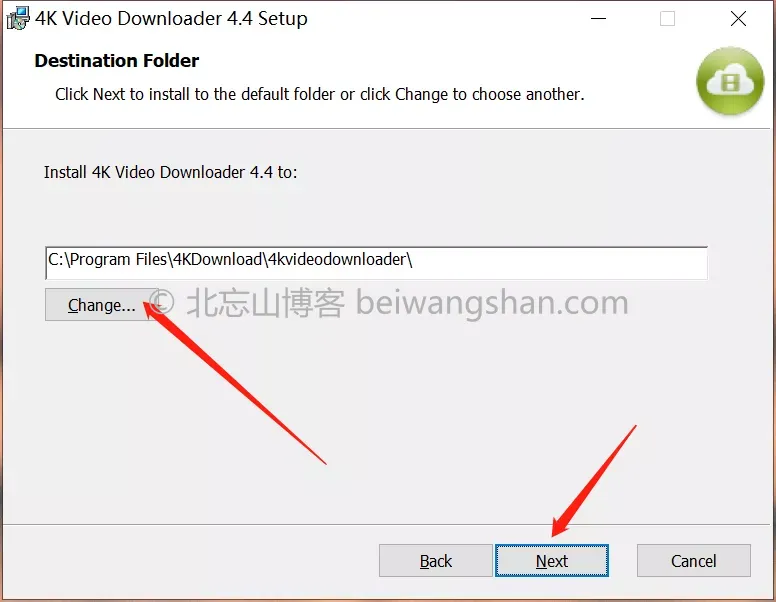 4K Video Downloader 4.4 Setup
Destination Folder
Click Next to install to the default folder or click Change to choose another.
Install 4K Video Downloader 4.4 to:
C:\Program Files\4KDownload\4kvideodownloader\
Change...
© 北忘山博客 beiwangshan.com
Back Next Cancel